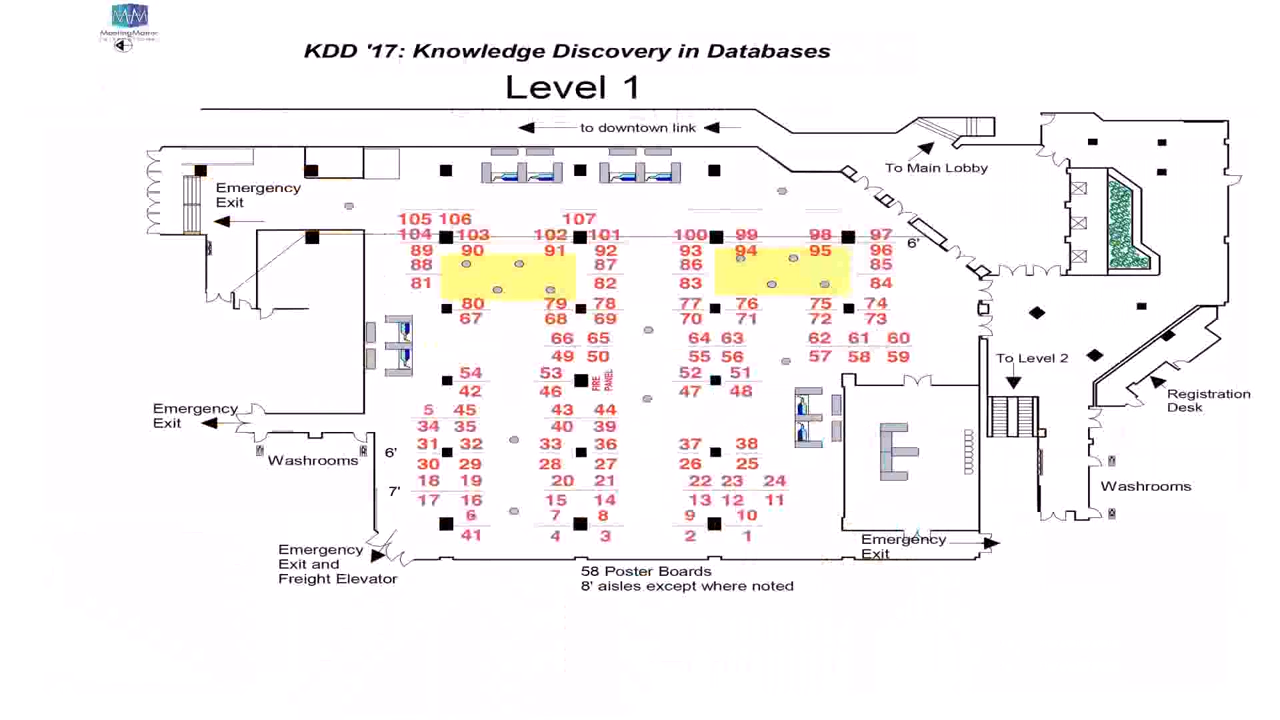 MeetingMatrix
KDD '17: Knowledge Discovery in Databases
Level 1
to downtown link
To Main Lobby
Emergency
Exit
105 106 107
104 103 102 101 100 99 98 97
6'
89 90 91 92 93 94 95 96
88 87 86 85
81 82 83 84
80 79 78 77 76 75 74
67 68 69 70 71 72 73
66 65 64 63 62 61 60
49 50 55 56 57 58 59
To Level 2
54 53 FIRE PANEL 52 51
42 46 47 48
Registration
Desk
Emergency
Exit
5 45 43 44
34 35 40 39
31 32 33 36 37 38
6'
Washrooms
30 29 28 27 26 25
18 19 20 21 22 23 24
7'
17 16 15 14 13 12 11
Washrooms
6 7 8 9 10
41 4 3 2 1
Emergency
Exit
Emergency
Exit and
Freight Elevator
58 Poster Boards
8' aisles except where noted